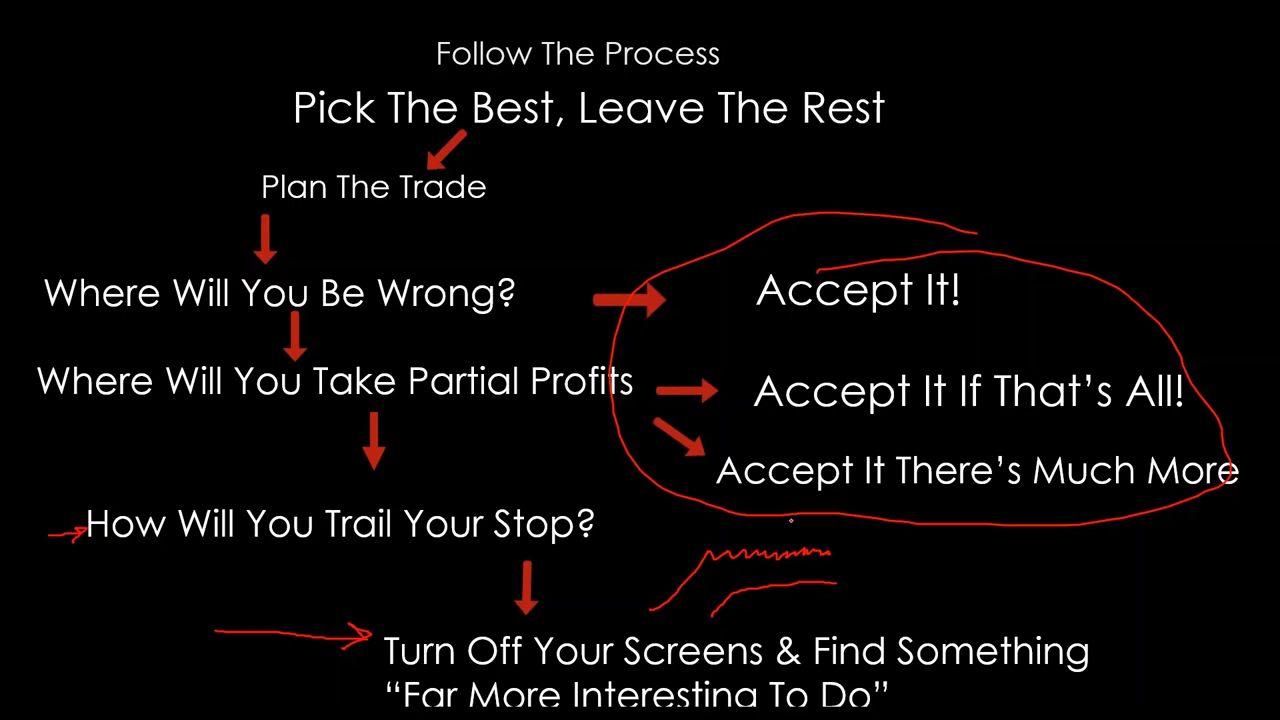 Follow The Process
Pick The Best, Leave The Rest
Plan The Trade
Where Will You Be Wrong?
Accept It!
Where Will You Take Partial Profits
Accept It If That's All!
Accept It There's Much More
How Will You Trail Your Stop?
Turn Off Your Screens & Find Something
“Far More Interesting To Do”